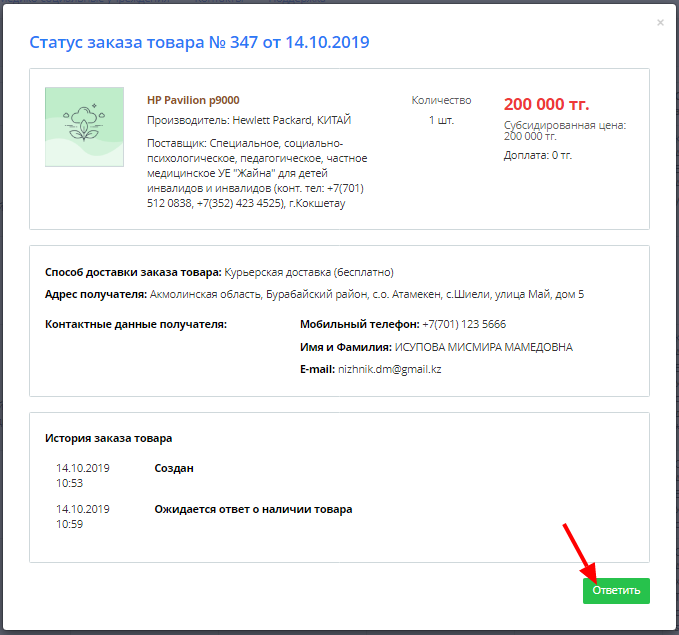 ×
Статус заказа товара № 347 от 14.10.2019
HP Pavilion p9000
Производитель: Hewlett Packard, КИТАЙ
Поставщик: Специальное, социально-
психологическое, педагогическое, частное
медицинское УЕ "Жайна" для детей
инвалидов и инвалидов (конт. тел: +7(701)
512 0838, +7(352) 423 4525), г.Кокшетау
Количество
1 шт.
200 000 тг.
Субсидированная цена:
200 000 тг.
Доплата: 0 тг.
Способ доставки заказа товара: Курьерская доставка (бесплатно)
Адрес получателя: Акмолинская область, Бурабайский район, с.о. Атамекен, с.Шиели, улица Май, дом 5
Контактные данные получателя:
Мобильный телефон: +7(701) 123 5666
Имя и Фамилия: ИСУПОВА МИСМИРА МАМЕДОВНА
E-mail: nizhnik.dm@gmail.kz
История заказа товара
14.10.2019
10:53
Создан
14.10.2019
10:59
Ожидается ответ о наличии товара
Ответить